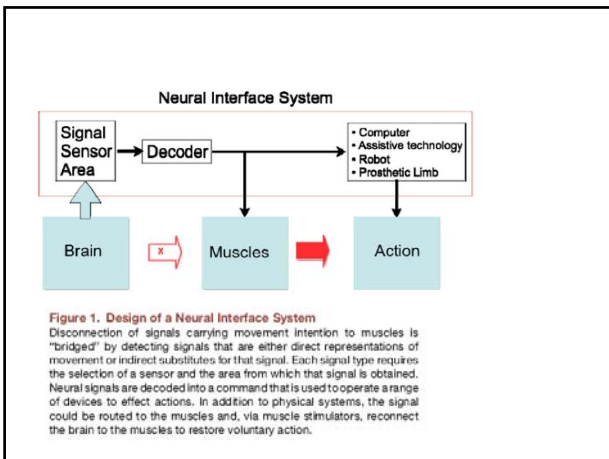 Neural Interface System
Signal
Sensor
Area
Decoder
• Computer
• Assistive technology
• Robot
• Prosthetic Limb
Brain
x
Muscles
Action
Figure 1. Design of a Neural Interface System
Disconnection of signals carrying movement intention to muscles is
"bridged" by detecting signals that are either direct representations of
movement or indirect substitutes for that signal. Each signal type requires
the selection of a sensor and the area from which that signal is obtained.
Neural signals are decoded into a command that is used to operate a range
of devices to effect actions. In addition to physical systems, the signal
could be routed to the muscles and, via muscle stimulators, reconnect
the brain to the muscles to restore voluntary action.